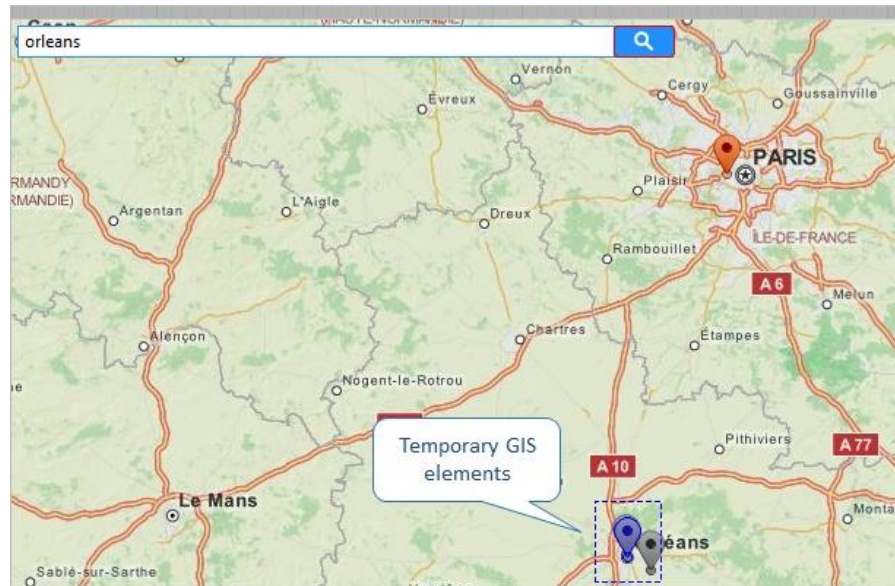 (HAUTE-NORMANDIE)
orleans
Vernon
Cergy
Goussainville
Évreux
PARIS
Plaisir
RMANDY
RMANDIE)
L'Aigle
Argentan
Dreux
ÎLE-DE-FRANCE
Rambouillet
A 6
Melun
Chartres
Étampes
Alençon
Nogent-le-Rotrou
Temporary GIS
elements
Pithiviers
A 77
A 10
Le Mans
Monta
éans
Sablé-sur-Sarthe